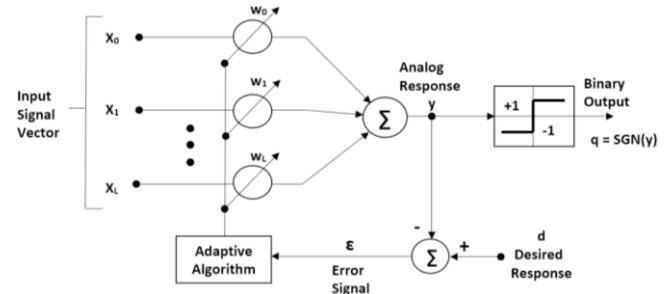 Input
Signal
Vector
X₀
X₁
X_L
w₀
w₁
w_L
Σ
Analog
Response
y
+1
-1
Binary
Output
q = SGN(y)
Adaptive
Algorithm
ε
Error
Signal
-
Σ
+
d
Desired
Response